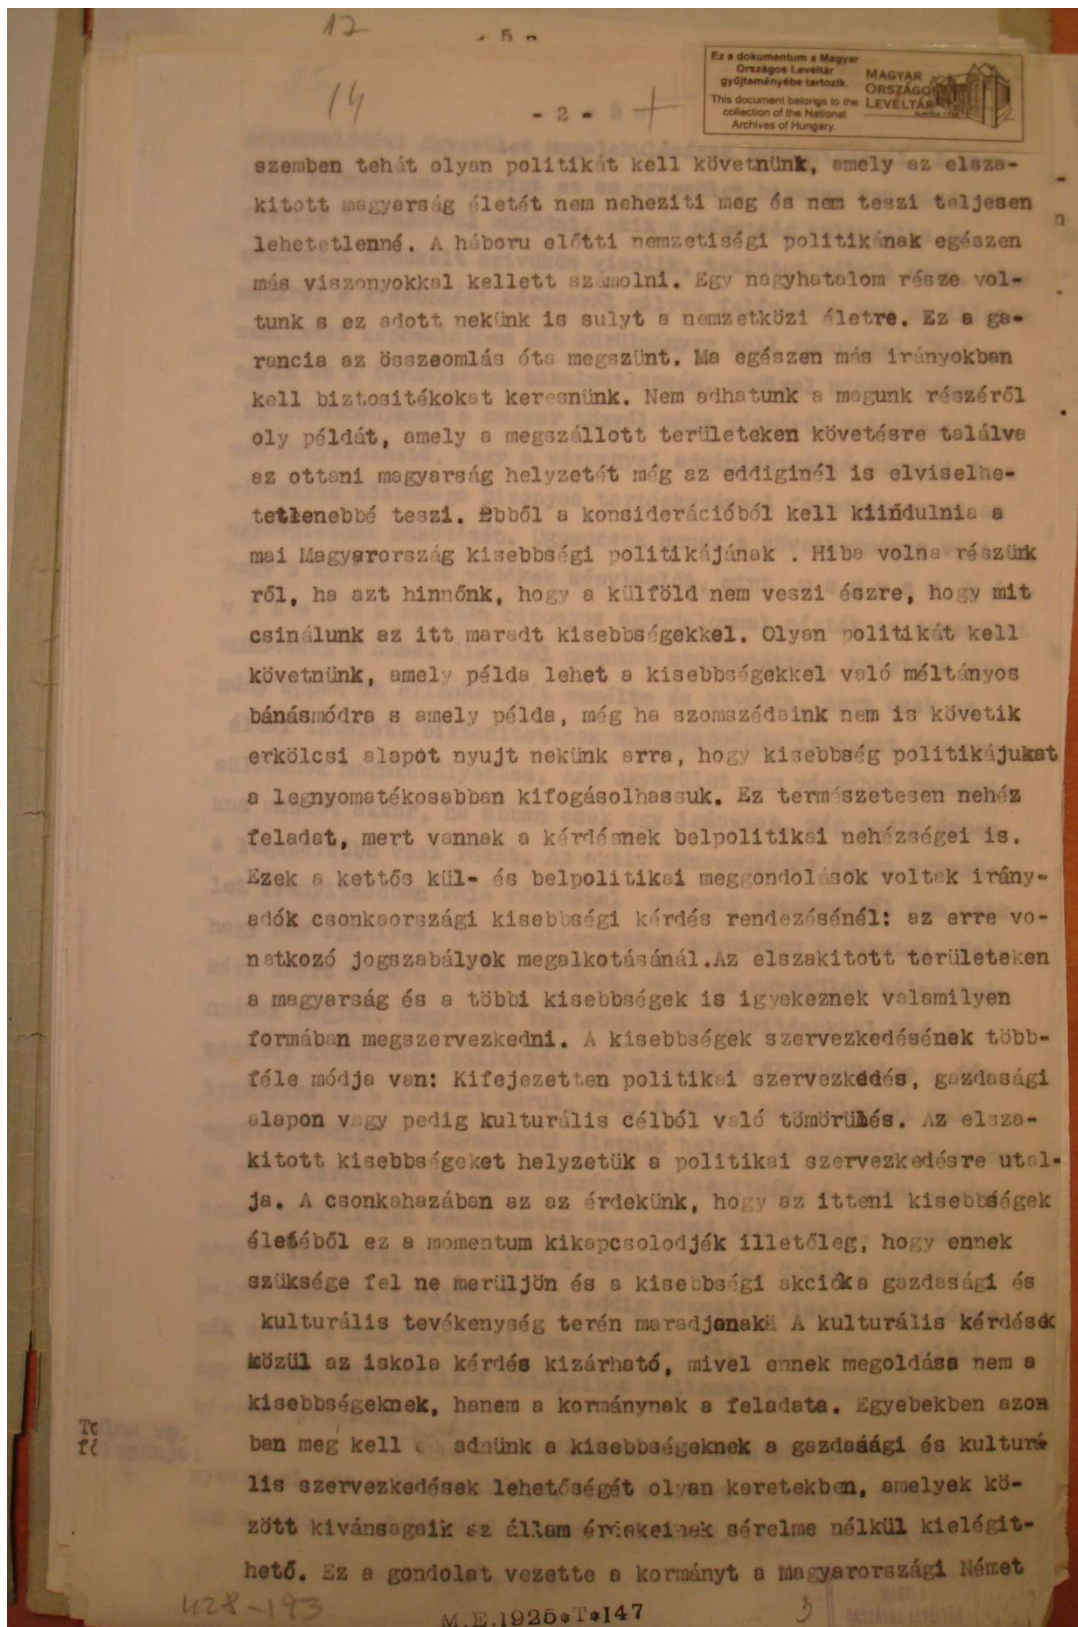 12
- 5 -
Ez a dokumentum a Magyar
Országos Levéltár
gyűjteményébe tartozik.
This document belongs to the
collection of the National
Archives of Hungary.
MAGYAR
ORSZÁGOS
LEVÉLTÁR
14
- 2 -
szemben tehát olyan politikát kell követnünk, amely az elsza-
kitott magyarság életét nem neheziti meg és nem teszi teljesen
lehetetlenné. A háboru előtti nemzetiségi politikának egészen
más viszonyokkal kellett számolni. Egy nagyhatalom része vol-
tunk s ez adott nekünk is sulyt a nemzetközi életre. Ez a ga-
rancia az összeomlás óta megszünt. Ma egészen más irányokban
kell biztositékokat keresnünk. Nem adhatunk a magunk részéről
oly példát, amely a megszállott területeken követésre találva
az ottani magyarság helyzetét még az eddiginél is elviselhe-
tetlenebbé teszi. Ebből a konsiderációból kell kiindulnia a
mai Magyarország kisebbségi politikájának . Hiba volna részünk
ről, ha azt hinnőnk, hogy a külföld nem veszi észre, hogy mit
csinálunk az itt maradt kisebbségekkel. Olyan politikát kell
követnünk, amely példa lehet a kisebbségekkel való méltányos
bánásmódra s amely példa, még ha szomszédaink nem is követik
erkölcsi alapot nyujt nekünk arra, hogy kisebbség politikájukat
a legnyomatékosabban kifogásolhassuk. Ez természetesen nehéz
feladat, mert vannak a kérdésnek belpolitikai nehézségei is.
Ezek a kettős kül- és belpolitikai meggondolások voltak irány-
adók csonkaországi kisebbségi kérdés rendezésénél: az erre vo-
natkozó jogszabályok megalkotásánál.Az elszakitott területeken
a magyarság és a többi kisebbségek is igyekeznek valamilyen
formában megszervezkedni. A kisebbségek szervezkedésének több-
féle módja van: Kifejezetten politikai szervezkedés, gazdasági
alapon vagy pedig kulturális célból való tömörülés. Az elsza-
kitott kisebbségeket helyzetük a politikai szervezkedésre utal-
ja. A csonkahazában az az érdekünk, hogy az itteni kisebbségek
életéből ez a momentum kikapcsolodjék illetőleg, hogy ennek
szüksége fel ne merüljön és a kisebbségi akciók a gazdasági és
kulturális tevékenység terén maradjanak. A kulturális kérdések
közül az iskola kérdés kizárható, mivel ennek megoldása nem a
kisebbségeknek, hanem a kormánynak a feladata. Egyebekben azon
ban meg kell adnünk a kisebbségeknek a gazdasági és kulturá
lis szervezkedések lehetőségét olyan keretekben, amelyek kö-
zött kivánsagaik az állam érdekeinek sérelme nélkül kielégit-
hető. Ez a gondolat vezette a kormányt a Magyarországi Német
428-193
M.E.1925*T*147
3